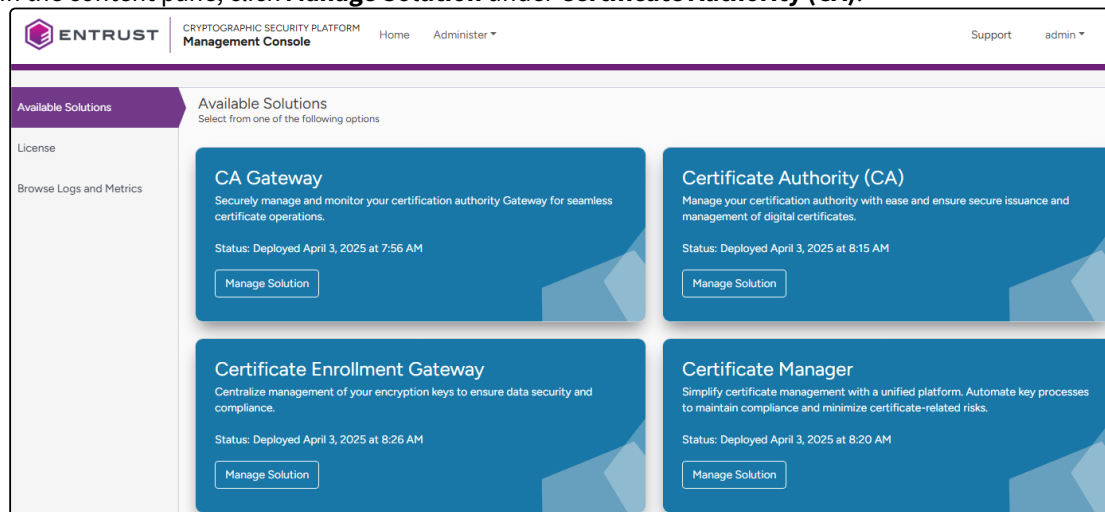 In the content pane, click Manage Solution under Certificate Authority (CA).
ENTRUST
CRYPTOGRAPHIC SECURITY PLATFORM
Management Console
Home
Administer
Support
admin
Available Solutions
License
Browse Logs and Metrics
Available Solutions
Select from one of the following options
CA Gateway
Securely manage and monitor your certification authority Gateway for seamless
certificate operations.
Status: Deployed April 3, 2025 at 7:56 AM
Manage Solution
Certificate Authority (CA)
Manage your certification authority with ease and ensure secure issuance and
management of digital certificates.
Status: Deployed April 3, 2025 at 8:15 AM
Manage Solution
Certificate Enrollment Gateway
Centralize management of your encryption keys to ensure data security and
compliance.
Status: Deployed April 3, 2025 at 8:26 AM
Manage Solution
Certificate Manager
Simplify certificate management with a unified platform. Automate key processes
to maintain compliance and minimize certificate-related risks.
Status: Deployed April 3, 2025 at 8:20 AM
Manage Solution